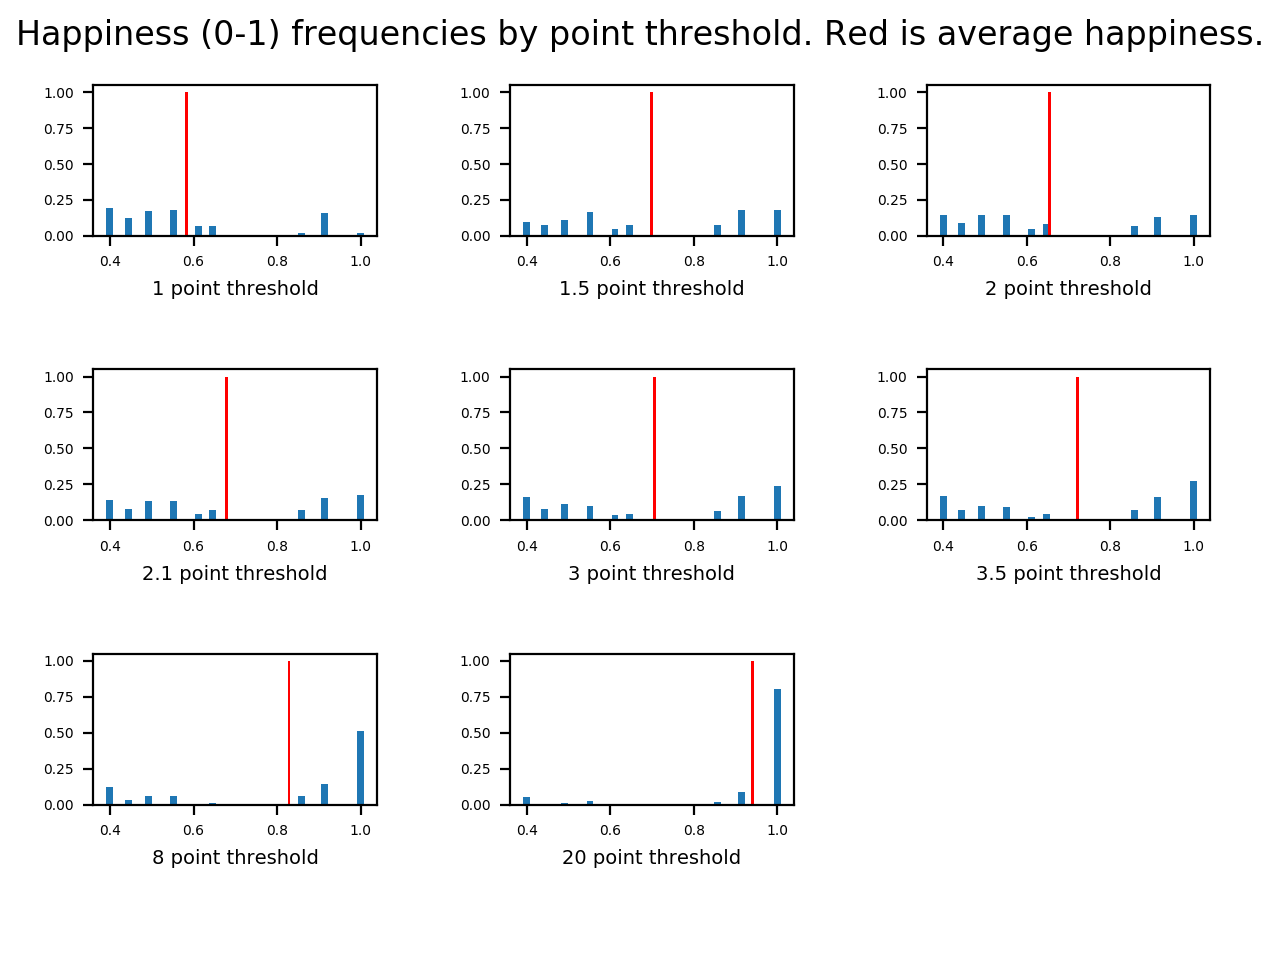 Happiness (0-1) frequencies by point threshold. Red is average happiness.
1.00 1.00 1.00
0.75 0.75 0.75
0.50 0.50 0.50
0.25 0.25 0.25
0.00 0.00 0.00
0.4 0.6 0.8 1.0 0.4 0.6 0.8 1.0 0.4 0.6 0.8 1.0
1 point threshold 1.5 point threshold 2 point threshold
1.00 1.00 1.00
0.75 0.75 0.75
0.50 0.50 0.50
0.25 0.25 0.25
0.00 0.00 0.00
0.4 0.6 0.8 1.0 0.4 0.6 0.8 1.0 0.4 0.6 0.8 1.0
2.1 point threshold 3 point threshold 3.5 point threshold
1.00 1.00
0.75 0.75
0.50 0.50
0.25 0.25
0.00 0.00
0.4 0.6 0.8 1.0 0.4 0.6 0.8 1.0
8 point threshold 20 point threshold